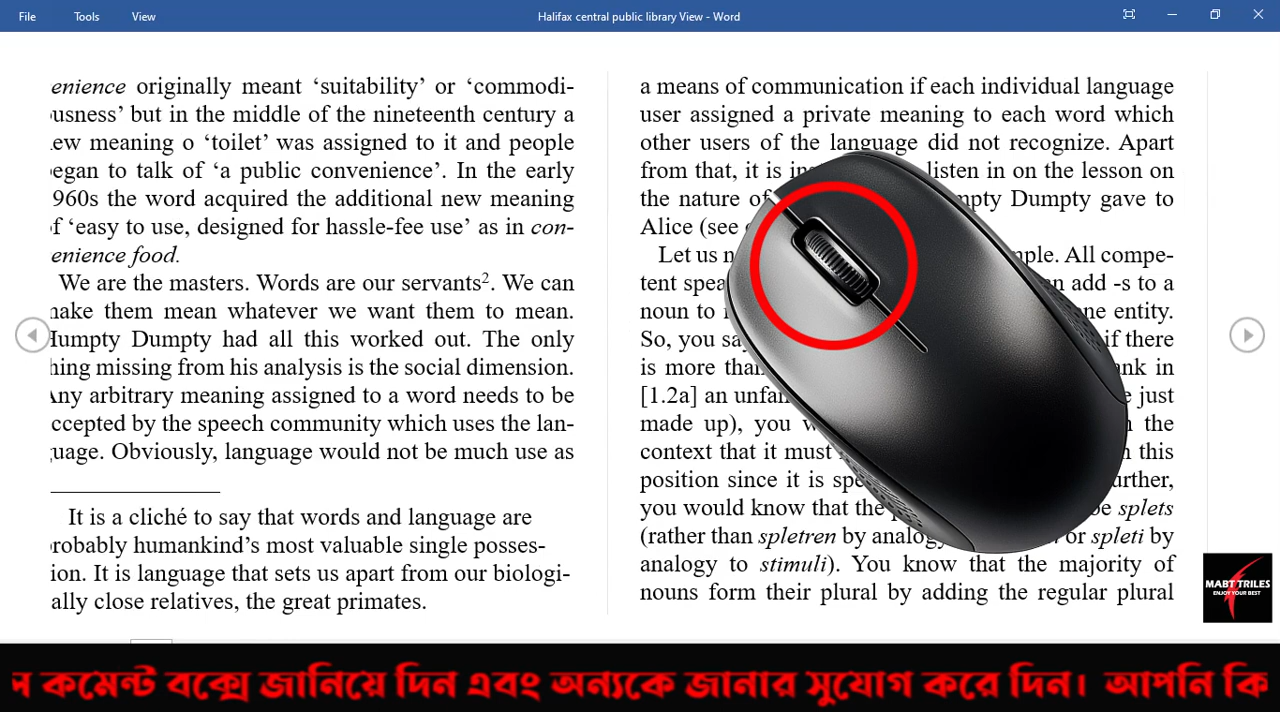 File Tools View Halifax central public library View - Word
enience originally meant ‘suitability’ or ‘commodi-
usness’ but in the middle of the nineteenth century a
ew meaning o ‘toilet’ was assigned to it and people
egan to talk of ‘a public convenience’. In the early
960s the word acquired the additional new meaning
f ‘easy to use, designed for hassle-fee use’ as in con-
enience food.
We are the masters. Words are our servants². We can
make them mean whatever we want them to mean.
Humpty Dumpty had all this worked out. The only
hing missing from his analysis is the social dimension.
Any arbitrary meaning assigned to a word needs to be
ccepted by the speech community which uses the lan-
uage. Obviously, language would not be much use as
It is a cliché to say that words and language are
robably humankind’s most valuable single posses-
ion. It is language that sets us apart from our biologi-
ally close relatives, the great primates.
a means of communication if each individual language
user assigned a private meaning to each word which
other users of the language did not recognize. Apart
from that, it is listen in on the lesson on
the nature of mpty Dumpty gave to
Alice (see
Let us ple. All compe-
tent spea n add -s to a
noun to one entity.
So, you sa if there
is more than nk in
[1.2a] an unfa just
made up), you the
context that it must this
position since it is spe urther,
you would know that the splets
(rather than spletren by analog or spleti by
analogy to stimuli). You know that the majority of
nouns form their plural by adding the regular plural
MABT TRILES
ENJOY YOUR BEST
কমেন্ট বক্সে জানিয়ে দিন এবং অন্যকে জানার সুযোগ করে দিন। আপনি কি